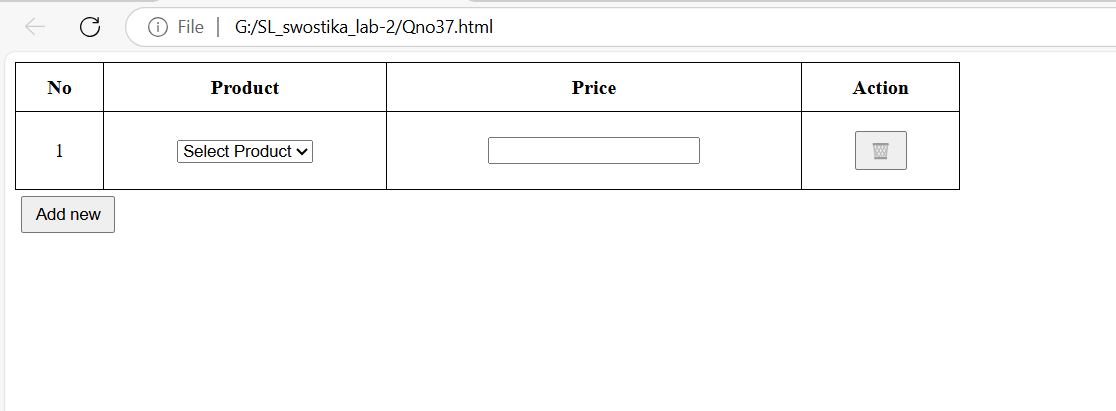 File G:/SL_swostika_lab-2/Qno37.html
No Product Price Action
1 Select Product
Add new